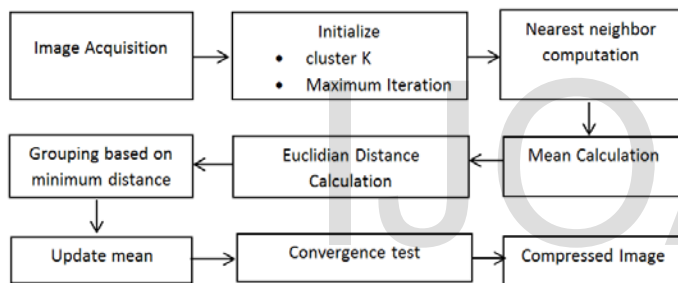 Image Acquisition
Initialize
• cluster K
• Maximum Iteration
Nearest neighbor
computation
Mean Calculation
Euclidian Distance
Calculation
Grouping based on
minimum distance
Update mean
Convergence test
Compressed Image
IJOA